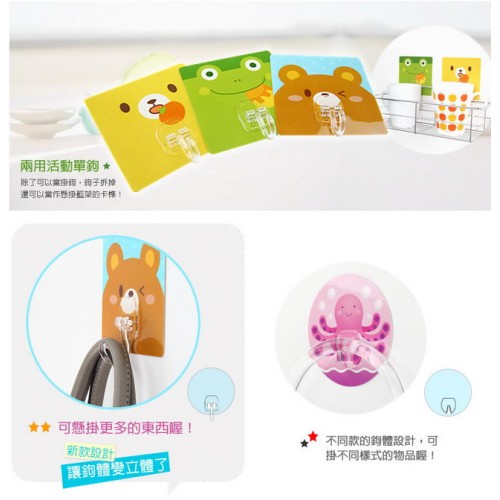 兩用活動單鉤★
除了可以當掛鉤，鉤子拆掉
還可以當作懸掛籃架的卡榫！
★★ 可懸掛更多的東西喔！
新款設計
讓鉤體變立體了
★★ 不同款的鉤體設計，可
掛不同樣式的物品喔！